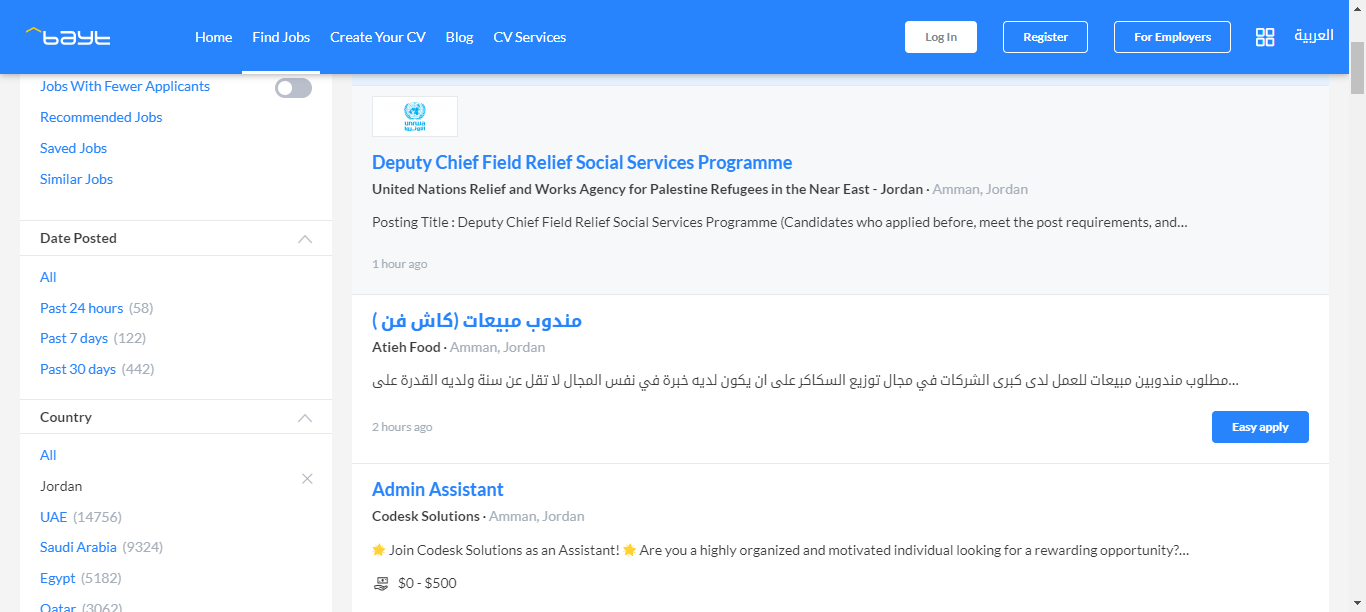 bayt
Home Find Jobs Create Your CV Blog CV Services Log In Register For Employers العربية
Jobs With Fewer Applicants
Recommended Jobs
Saved Jobs
Similar Jobs
Date Posted
All
Past 24 hours (58)
Past 7 days (122)
Past 30 days (442)
Country
All
Jordan
UAE (14756)
Saudi Arabia (9324)
Egypt (5182)
Qatar (3062)
unrwa
الأونروا
Deputy Chief Field Relief Social Services Programme
United Nations Relief and Works Agency for Palestine Refugees in the Near East - Jordan · Amman, Jordan
Posting Title : Deputy Chief Field Relief Social Services Programme (Candidates who applied before, meet the post requirements, and…
1 hour ago
مندوب مبيعات (كاش فن )
Atieh Food · Amman, Jordan
مطلوب مندوبين مبيعات للعمل لدى كبرى الشركات في مجال توزيع السكاكر على ان يكون لديه خبرة في نفس المجال لا تقل عن سنة ولديه القدرة على…
2 hours ago Easy apply
Admin Assistant
Codesk Solutions · Amman, Jordan
🌟 Join Codesk Solutions as an Assistant! 🌟 Are you a highly organized and motivated individual looking for a rewarding opportunity?…
$0 - $500